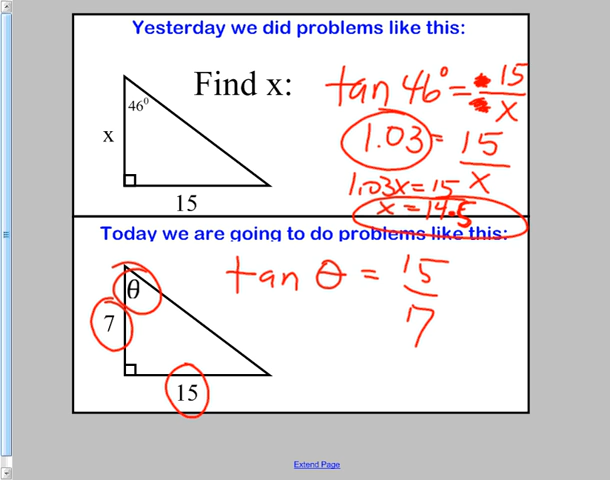 Yesterday we did problems like this:
Find x:
46⁰
x
15
tan 46° = 15/x
1.03 = 15/x
1.03x = 15
x = 14.5
Today we are going to do problems like this:
θ
7
15
tan θ = 15/7
Extend Page